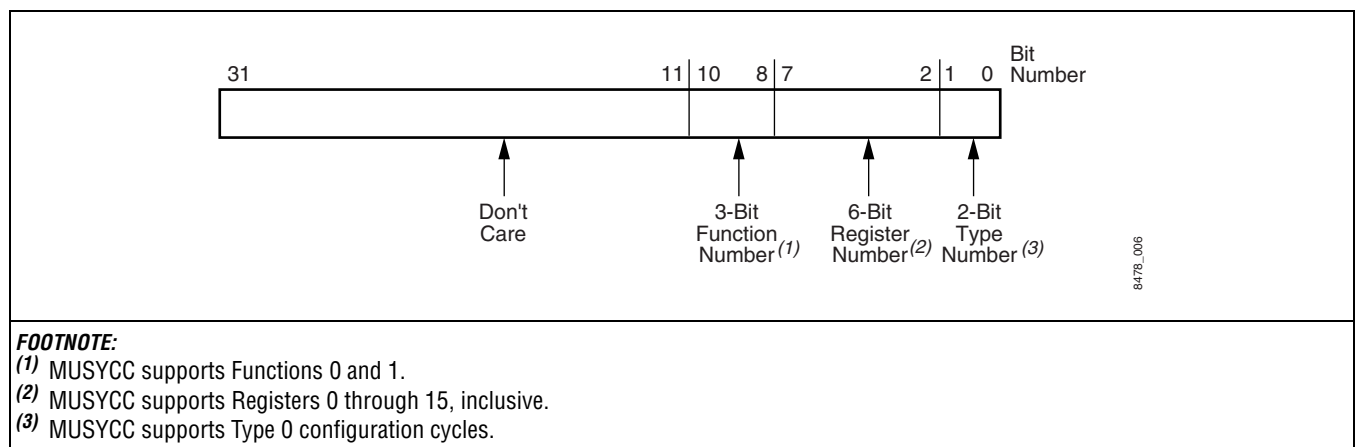 Bit
31 11 10 8 7 2 1 0 Number
Don't
Care
3-Bit
Function
Number(1)
6-Bit
Register
Number(2)
2-Bit
Type
Number (3)
8478_006
FOOTNOTE:
(1) MUSYCC supports Functions 0 and 1.
(2) MUSYCC supports Registers 0 through 15, inclusive.
(3) MUSYCC supports Type 0 configuration cycles.